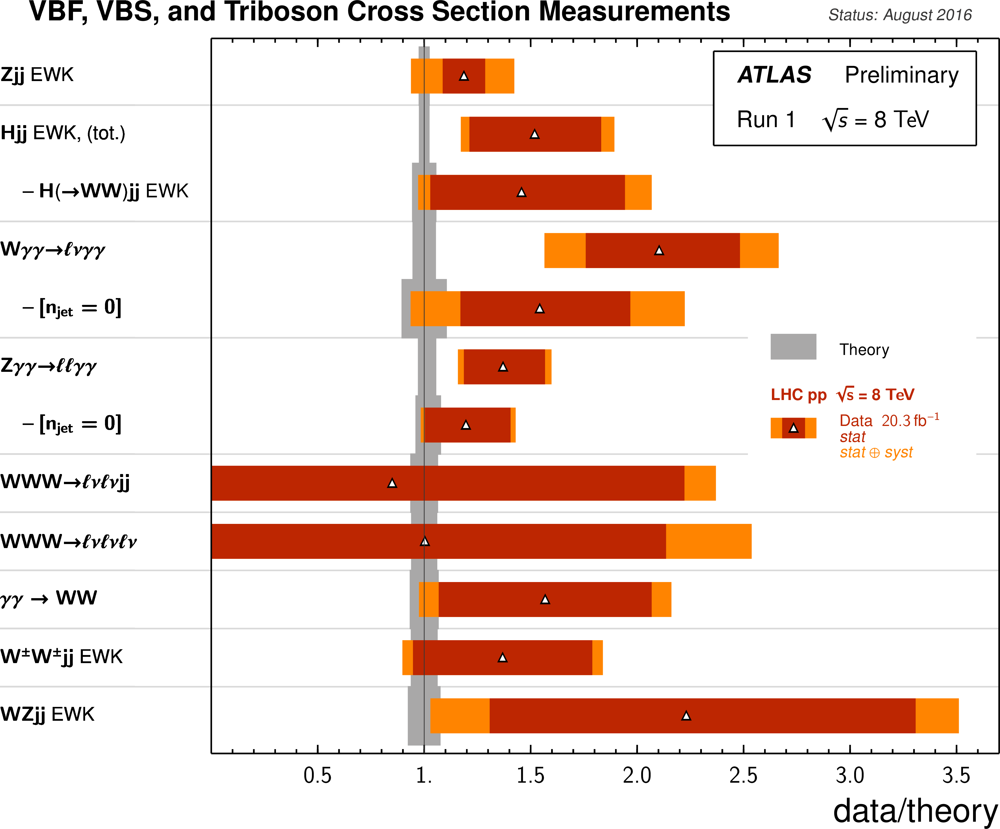 VBF, VBS, and Triboson Cross Section Measurements
Status: August 2016
ATLAS Preliminary
Run 1 √s = 8 TeV
Zjj EWK
Hjj EWK, (tot.)
– H(→WW)jj EWK
Wγγ→ℓνγγ
– [n_jet = 0]
Zγγ→ℓℓγγ
– [n_jet = 0]
WWW→ℓνℓνjj
WWW→ℓνℓνℓν
γγ → WW
W±W±jj EWK
WZjj EWK
Theory
LHC pp √s = 8 TeV
Data 20.3 fb⁻¹
stat
stat ⊕ syst
0.5 1. 1.5 2.0 2.5 3.0 3.5
data/theory